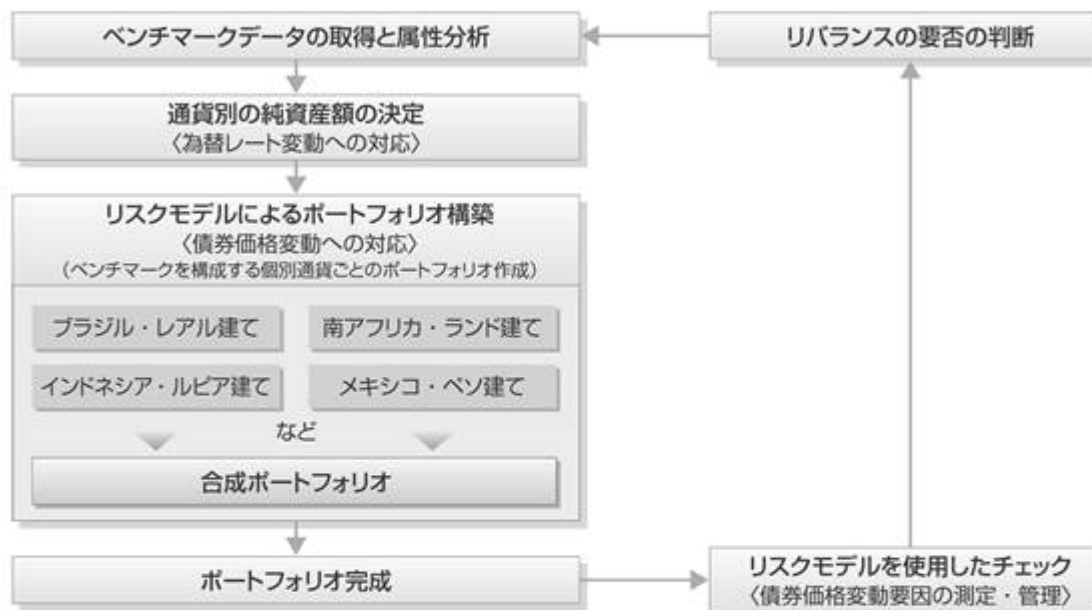 ベンチマークデータの取得と属性分析
リバランスの要否の判断
通貨別の純資産額の決定
〈為替レート変動への対応〉
リスクモデルによるポートフォリオ構築
〈債券価格変動への対応〉
（ベンチマークを構成する個別通貨ごとのポートフォリオ作成）
ブラジル・レアル建て
南アフリカ・ランド建て
インドネシア・ルピア建て
メキシコ・ペソ建て
など
合成ポートフォリオ
ポートフォリオ完成
リスクモデルを使用したチェック
〈債券価格変動要因の測定・管理〉